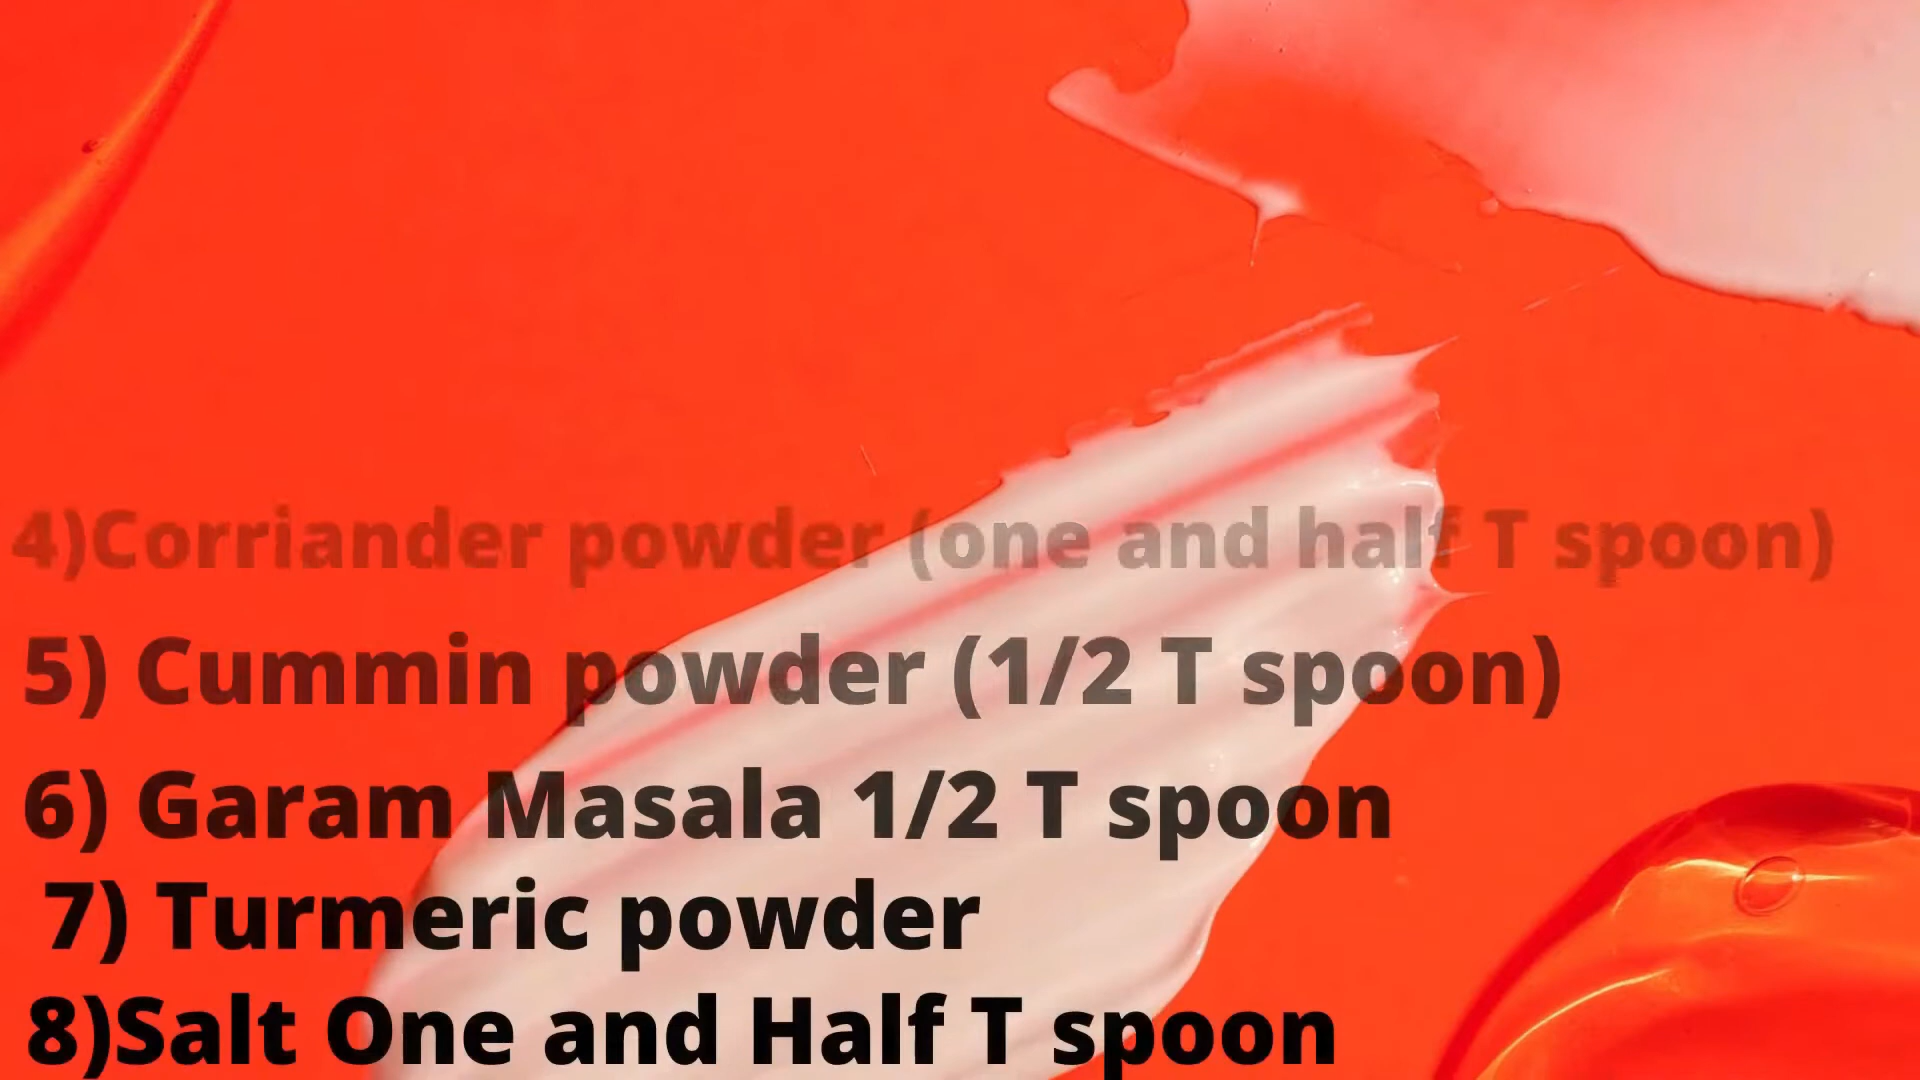 4)Corriander powder (one and half T spoon)
5) Cummin powder (1/2 T spoon)
6) Garam Masala 1/2 T spoon
7) Turmeric powder
8)Salt One and Half T spoon